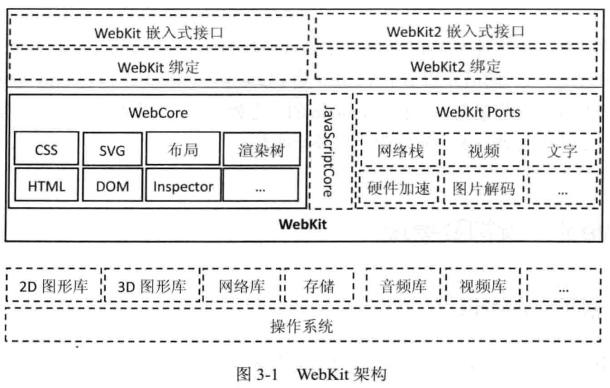 WebKit 嵌入式接口 WebKit2 嵌入式接口
WebKit 绑定 WebKit2 绑定
WebCore JavaScriptCore WebKit Ports
CSS SVG 布局 渲染树 网络栈 视频 文字
HTML DOM Inspector ... 硬件加速 图片解码 ...
WebKit
2D 图形库 3D 图形库 网络库 存储 音频库 视频库 ...
操作系统
图 3-1 WebKit 架构